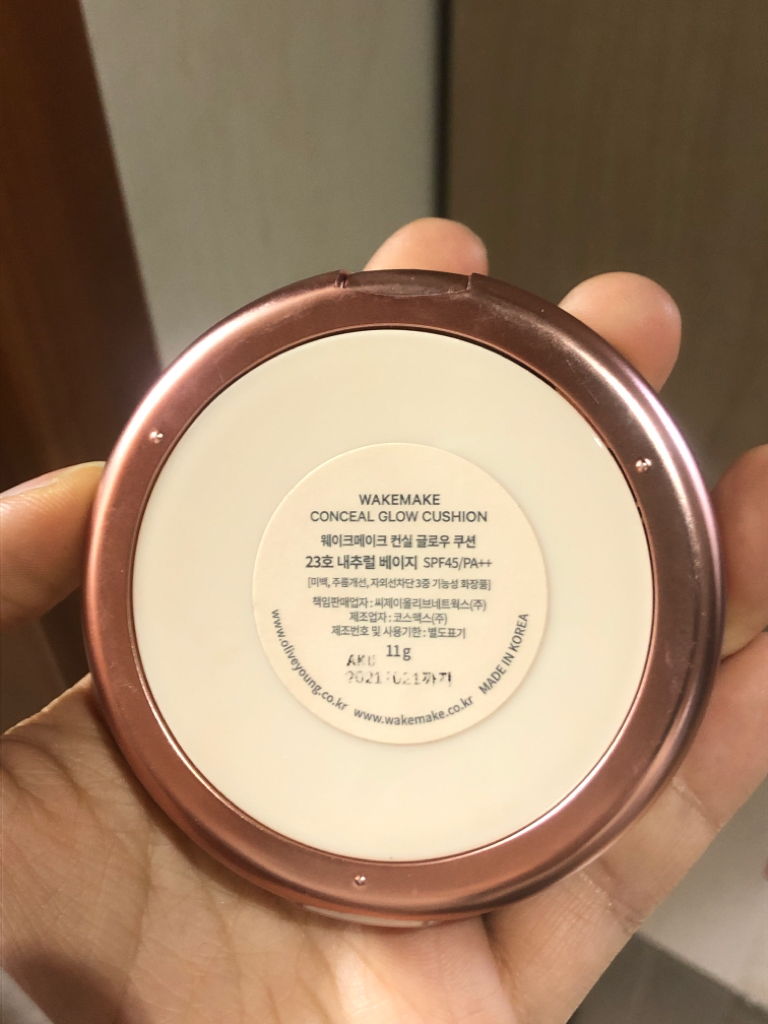 WAKEMAKE
CONCEAL GLOW CUSHION
웨이크메이크 컨실 글로우 쿠션
23호 내추럴 베이지 SPF45/PA++
[미백, 주름개선, 자외선차단 3중 기능성 화장품]
책임판매업자 : 씨제이올리브네트웍스(주)
제조업자 : 코스맥스(주)
제조번호 및 사용기한 : 별도표기
11g
www.oliveyoung.co.kr www.wakemake.co.kr MADE IN KOREA